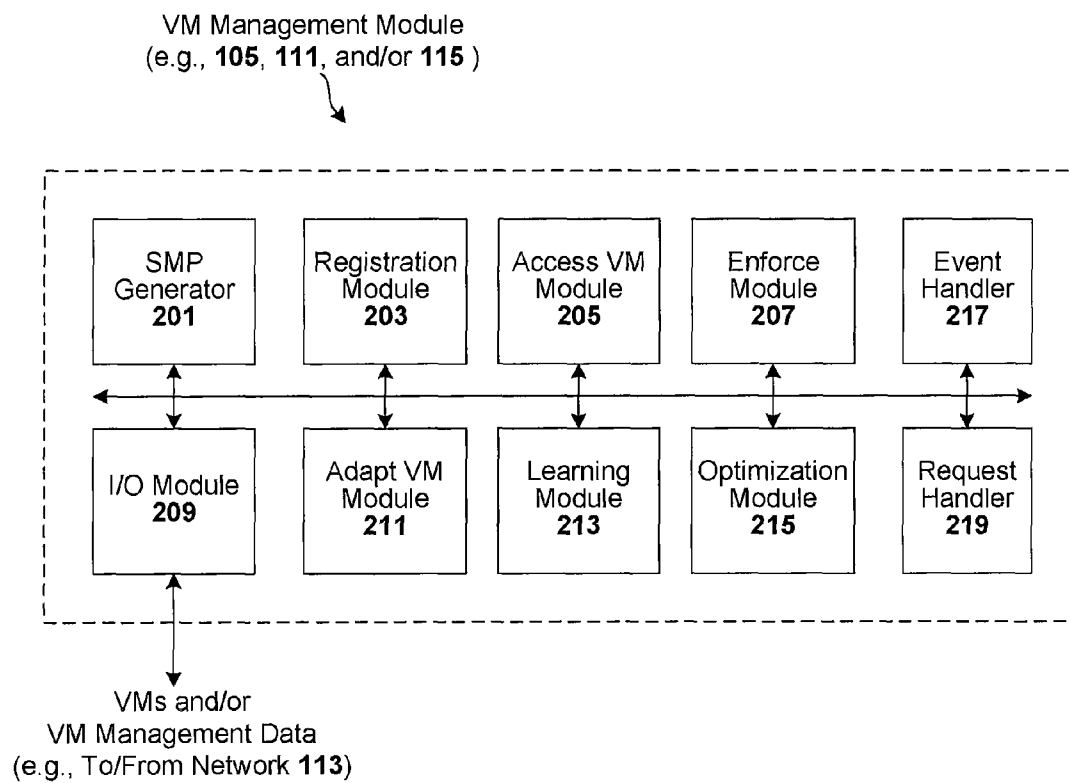 VM Management Module
(e.g., 105, 111, and/or 115 )
SMP
Generator
201
Registration
Module
203
Access VM
Module
205
Enforce
Module
207
Event
Handler
217
I/O Module
209
Adapt VM
Module
211
Learning
Module
213
Optimization
Module
215
Request
Handler
219
VMs and/or
VM Management Data
(e.g., To/From Network 113)